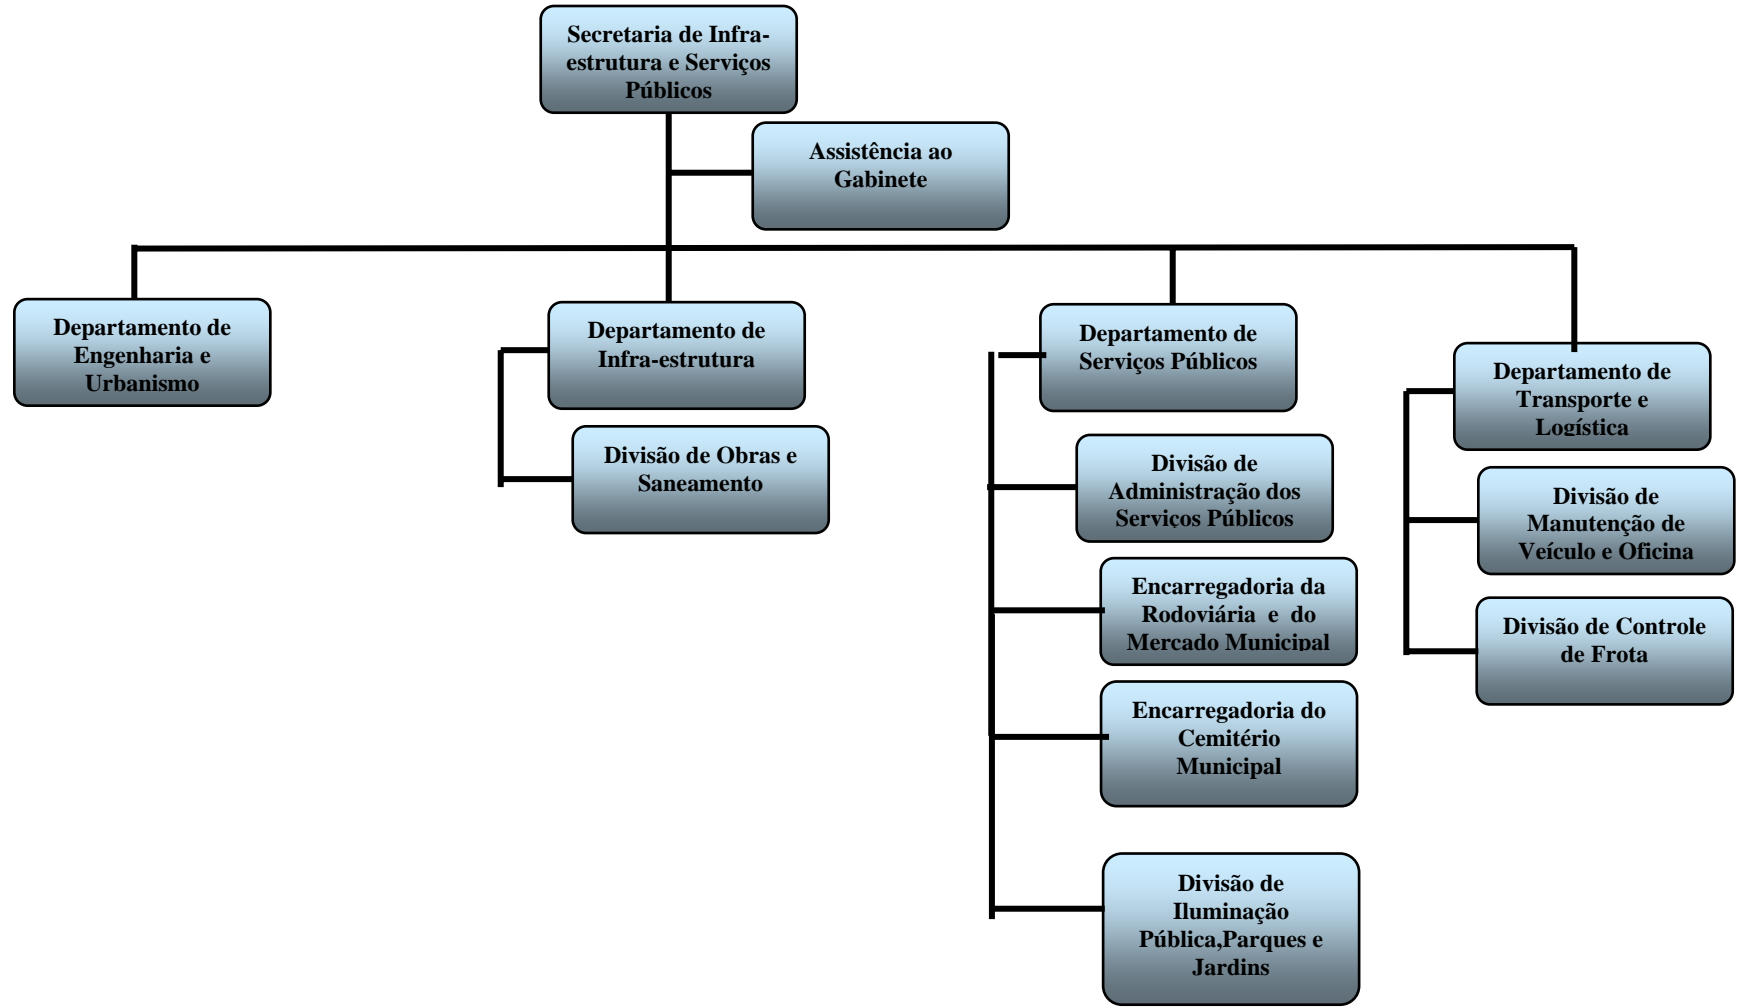 Secretaria de Infra-
estrutura e Serviços
Públicos
Assistência ao
Gabinete
Departamento de
Engenharia e
Urbanismo
Departamento de
Infra-estrutura
Divisão de Obras e
Saneamento
Departamento de
Serviços Públicos
Divisão de
Administração dos
Serviços Públicos
Encarregadoria da
Rodoviária e do
Mercado Municipal
Encarregadoria do
Cemitério
Municipal
Divisão de
Iluminação
Pública,Parques e
Jardins
Departamento de
Transporte e
Logística
Divisão de
Manutenção de
Veículo e Oficina
Divisão de Controle
de Frota